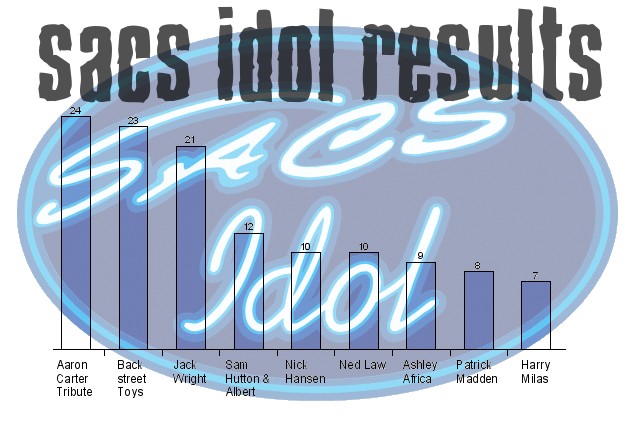 sacs idol results
SACS
Idol
24
23
21
12
10
10
9
8
7
Aaron
Carter
Tribute
Back
street
Toys
Jack
Wright
Sam
Hutton &
Albert
Nick
Hansen
Ned Law
Ashley
Africa
Patrick
Madden
Harry
Milas